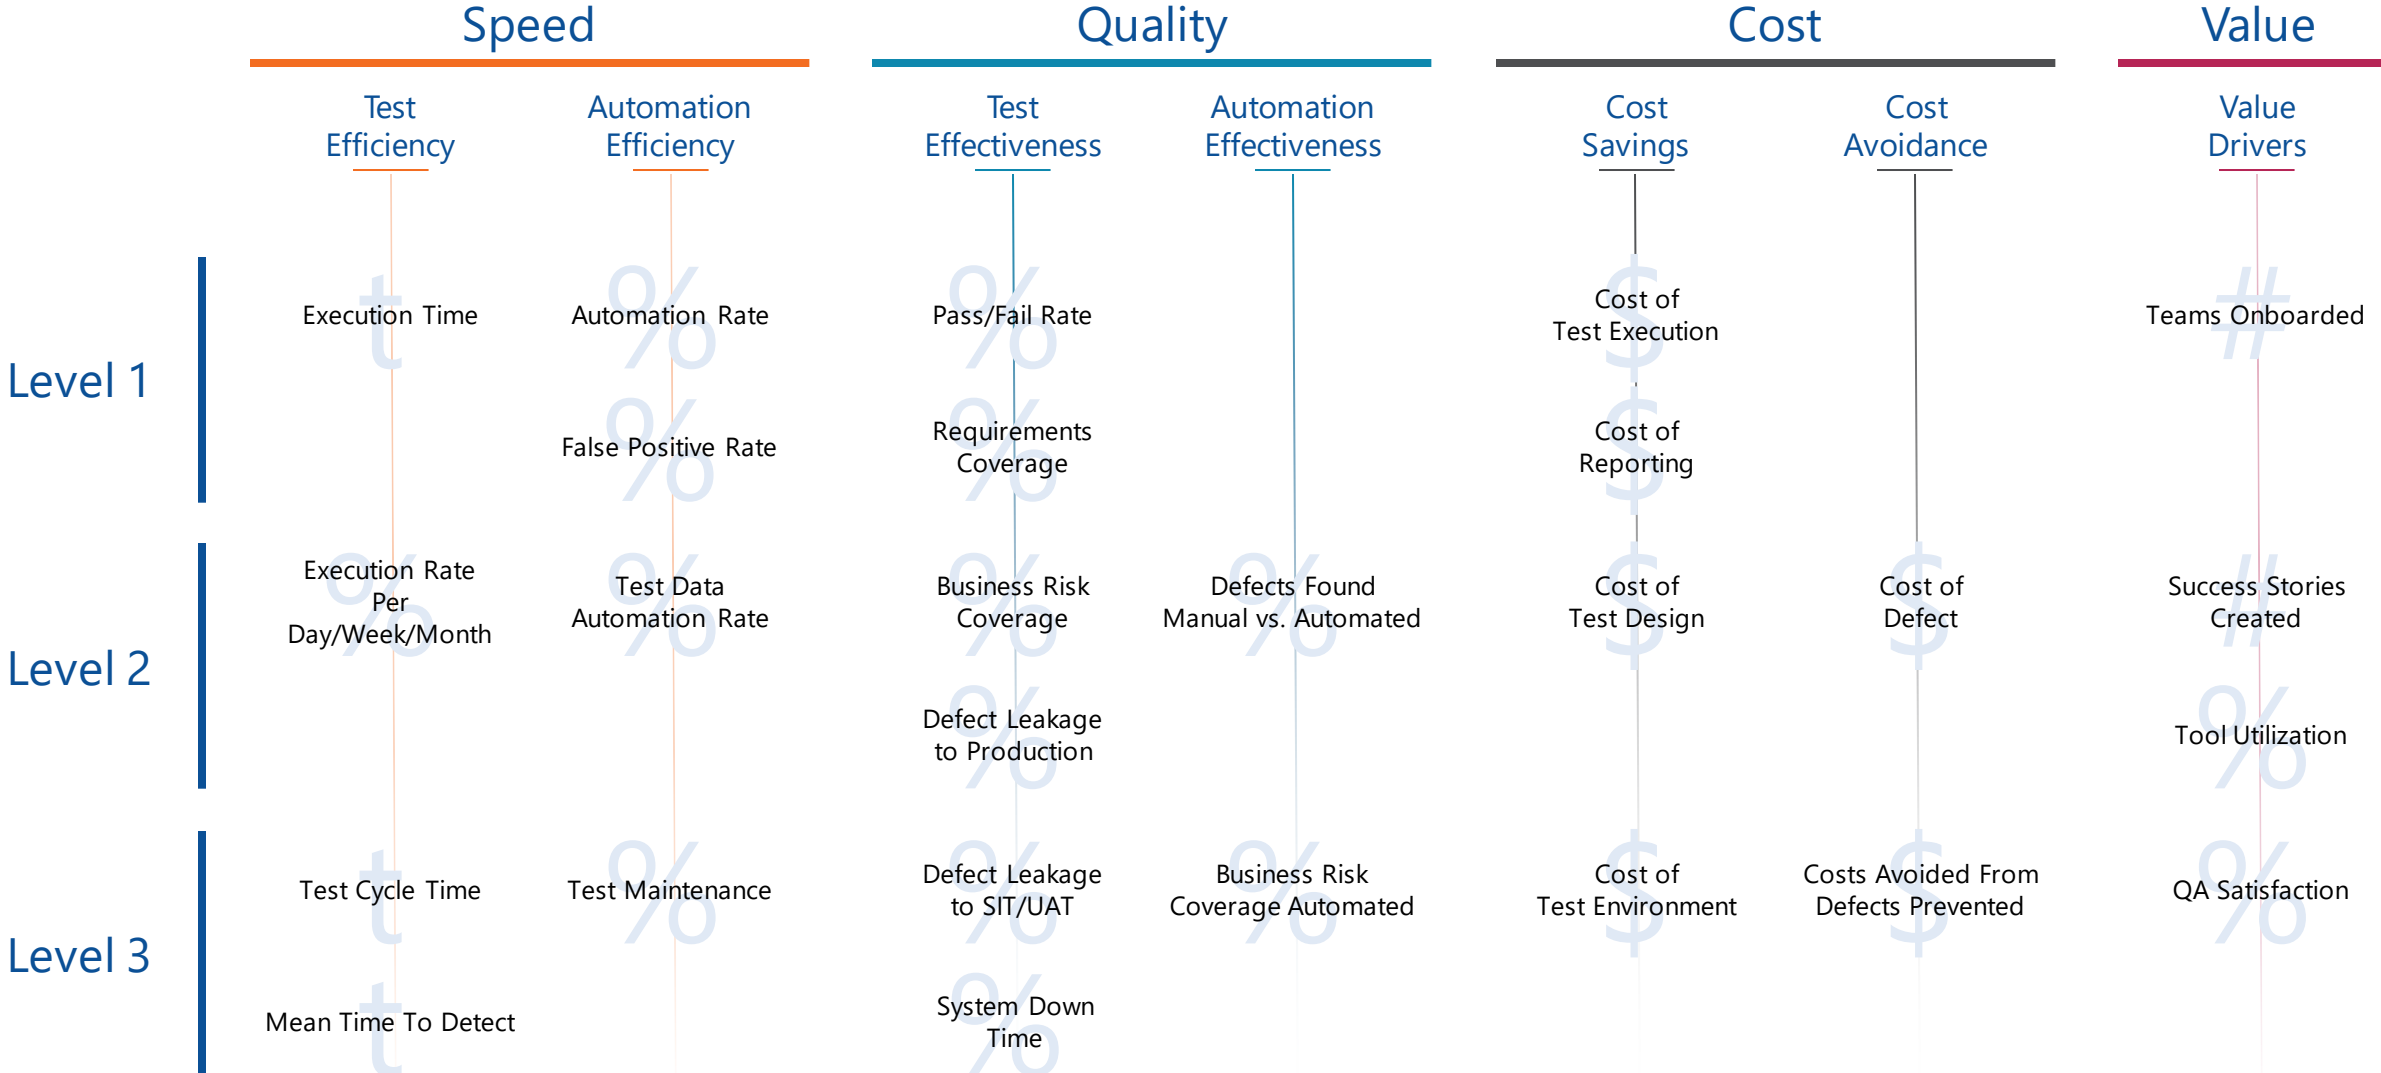 Speed
Quality
Cost
Value
Test
Efficiency
Automation
Efficiency
Test
Effectiveness
Automation
Effectiveness
Cost
Savings
Cost
Avoidance
Value
Drivers
Level 1
t
Execution Time
%
Automation Rate
%
Pass/Fail Rate
$
Cost of
Test Execution
#
Teams Onboarded
%
False Positive Rate
%
Requirements
Coverage
$
Cost of
Reporting
Level 2
%
Execution Rate
Per
Day/Week/Month
%
Test Data
Automation Rate
%
Business Risk
Coverage
%
Defects Found
Manual vs. Automated
$
Cost of
Test Design
$
Cost of
Defect
#
Success Stories
Created
%
Defect Leakage
to Production
%
Tool Utilization
Level 3
t
Test Cycle Time
%
Test Maintenance
%
Defect Leakage
to SIT/UAT
%
Business Risk
Coverage Automated
$
Cost of
Test Environment
$
Costs Avoided From
Defects Prevented
%
QA Satisfaction
t
Mean Time To Detect
%
System Down
Time